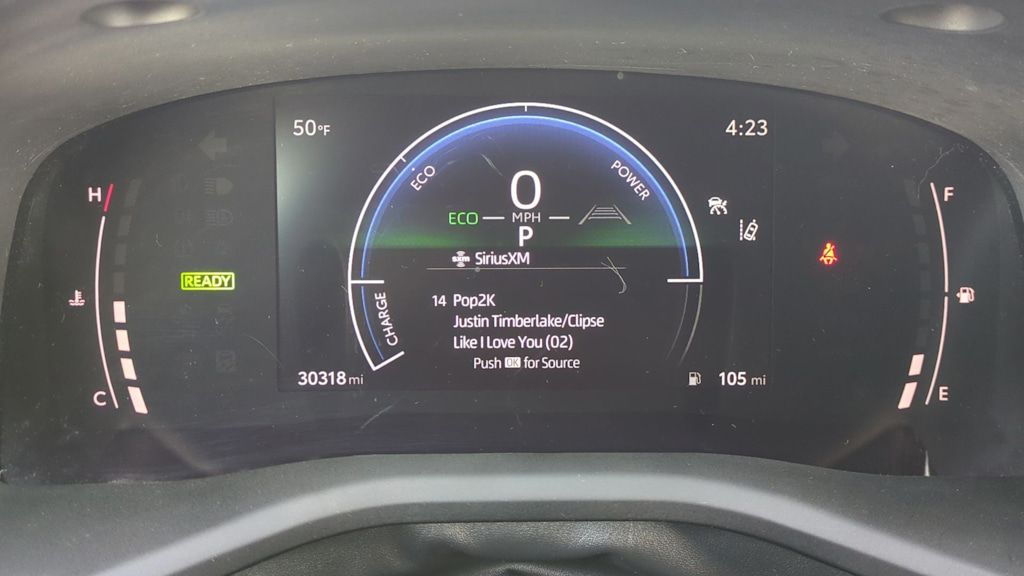 50°F
4:23
H
F
ECO
POWER
0
ECO
MPH
P
SXM
SiriusXM
READY
CHARGE
14 Pop2K
Justin Timberlake/Clipse
Like I Love You (02)
Push OK for Source
30318 mi
105 mi
C
E